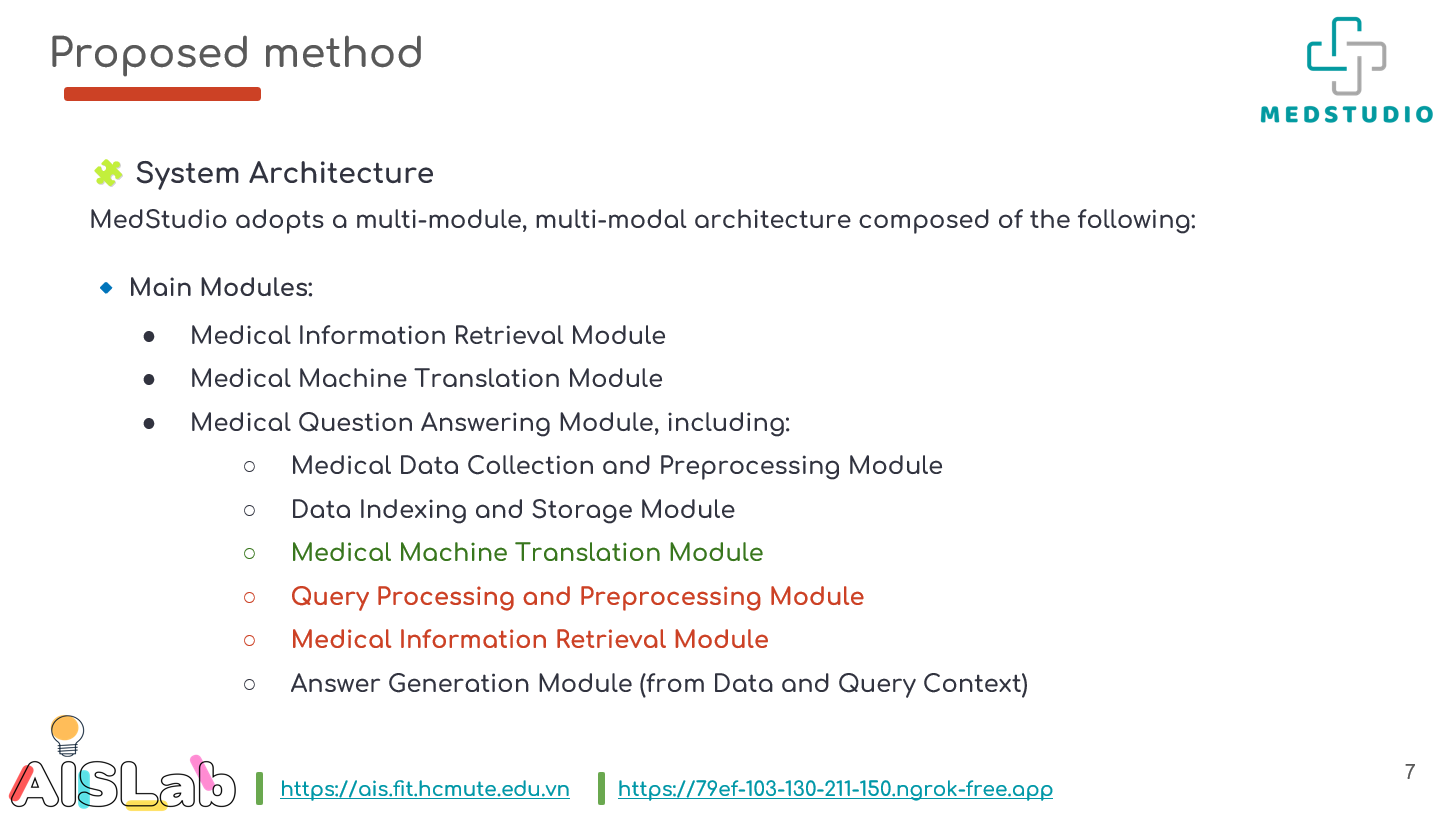 Proposed method
MEDSTUDIO
System Architecture
MedStudio adopts a multi-module, multi-modal architecture composed of the following:
Main Modules:
● Medical Information Retrieval Module
● Medical Machine Translation Module
● Medical Question Answering Module, including:
○ Medical Data Collection and Preprocessing Module
○ Data Indexing and Storage Module
○ Medical Machine Translation Module
○ Query Processing and Preprocessing Module
○ Medical Information Retrieval Module
○ Answer Generation Module (from Data and Query Context)
AISLab
https://ais.fit.hcmute.edu.vn
https://79ef-103-130-211-150.ngrok-free.app
7